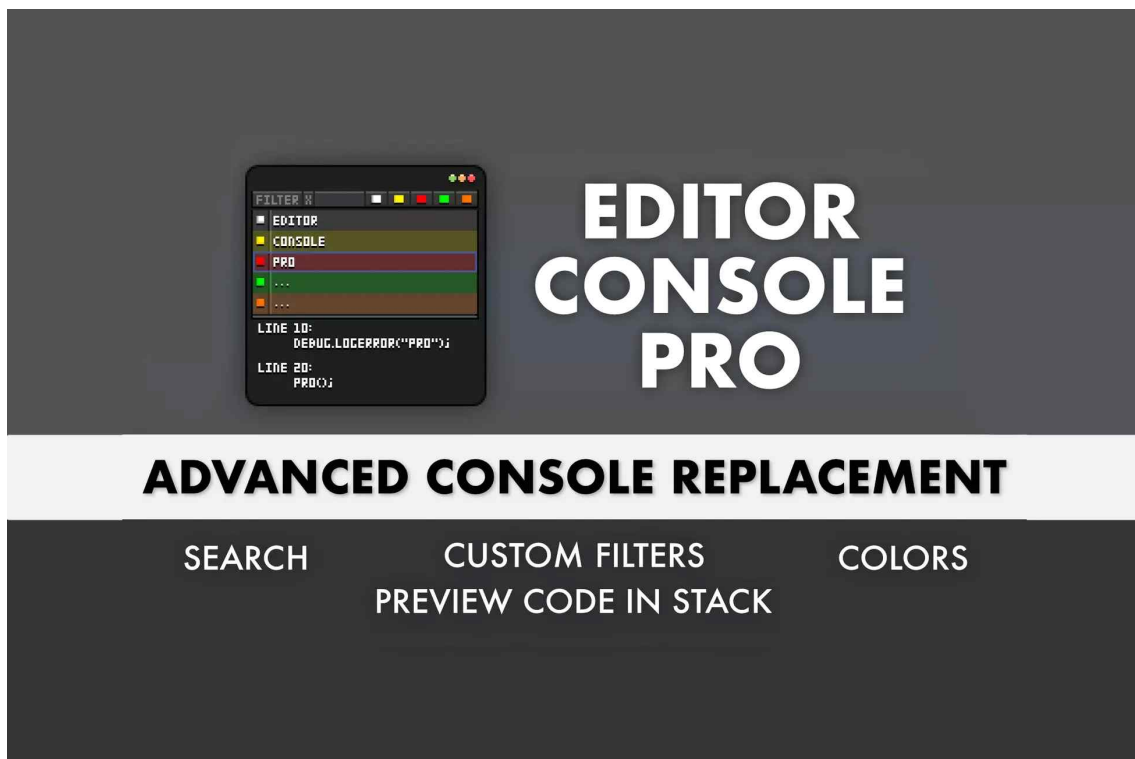 FILTER X
EDITOR
CONSOLE
PRO
...
...
LINE 10:
DEBUG.LOGERROR("PRO");
LINE 20:
PRO();
EDITOR
CONSOLE
PRO
ADVANCED CONSOLE REPLACEMENT
SEARCH CUSTOM FILTERS COLORS
PREVIEW CODE IN STACK